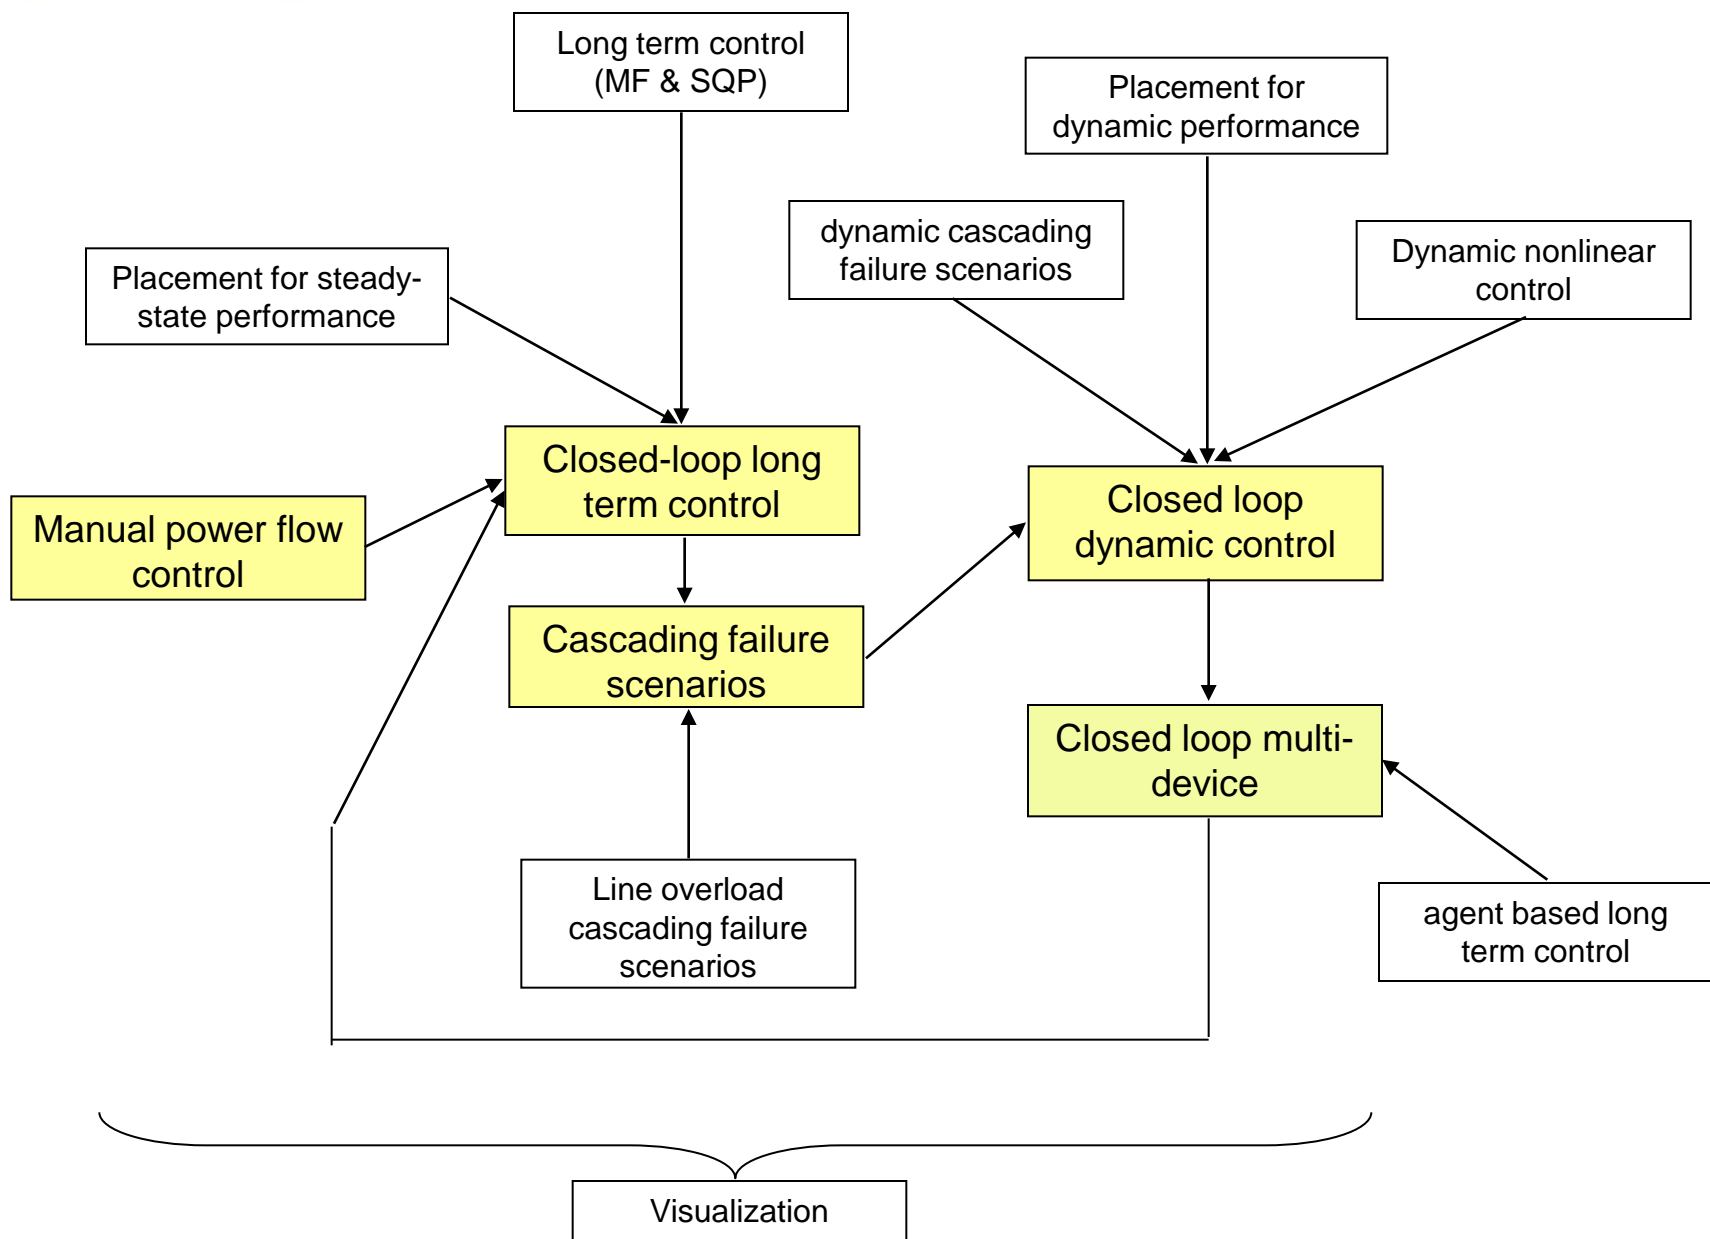 Long term control
(MF & SQP)
Placement for
dynamic performance
dynamic cascading
failure scenarios
Dynamic nonlinear
control
Placement for steady-
state performance
Closed-loop long
term control
Closed loop
dynamic control
Manual power flow
control
Cascading failure
scenarios
Closed loop multi-
device
Line overload
cascading failure
scenarios
agent based long
term control
Visualization